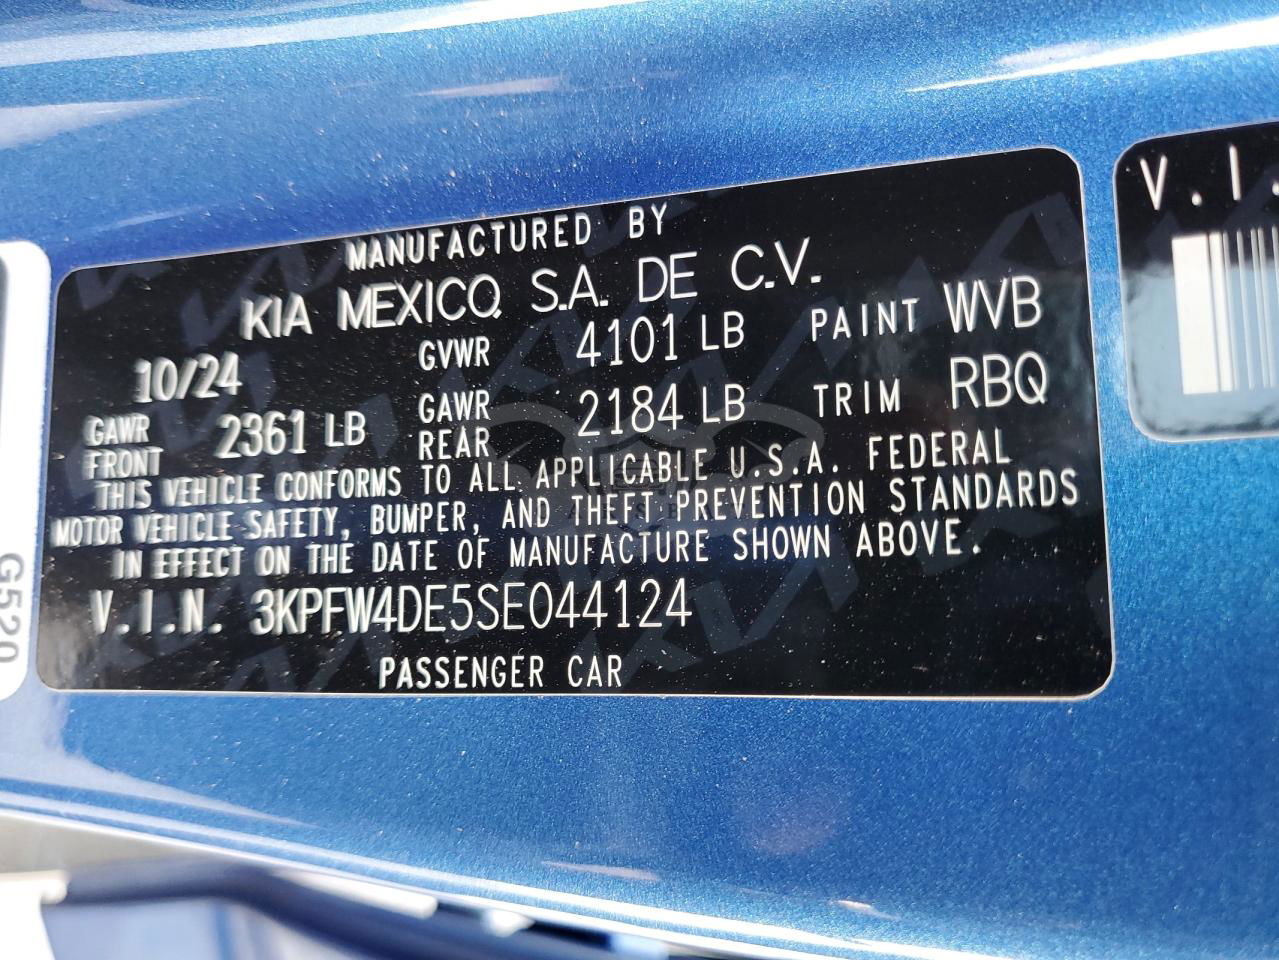 MANUFACTURED BY
KIA MEXICO, S.A. DE C.V.
10/24 GVWR 4101 LB PAINT WVB
GAWR FRONT 2361 LB GAWR REAR 2184 LB TRIM RBQ
THIS VEHICLE CONFORMS TO ALL APPLICABLE U.S.A. FEDERAL
MOTOR VEHICLE SAFETY, BUMPER, AND THEFT PREVENTION STANDARDS
IN EFFECT ON THE DATE OF MANUFACTURE SHOWN ABOVE.
V.I.N. 3KPFW4DE5SE044124
PASSENGER CAR
V.I.
G520